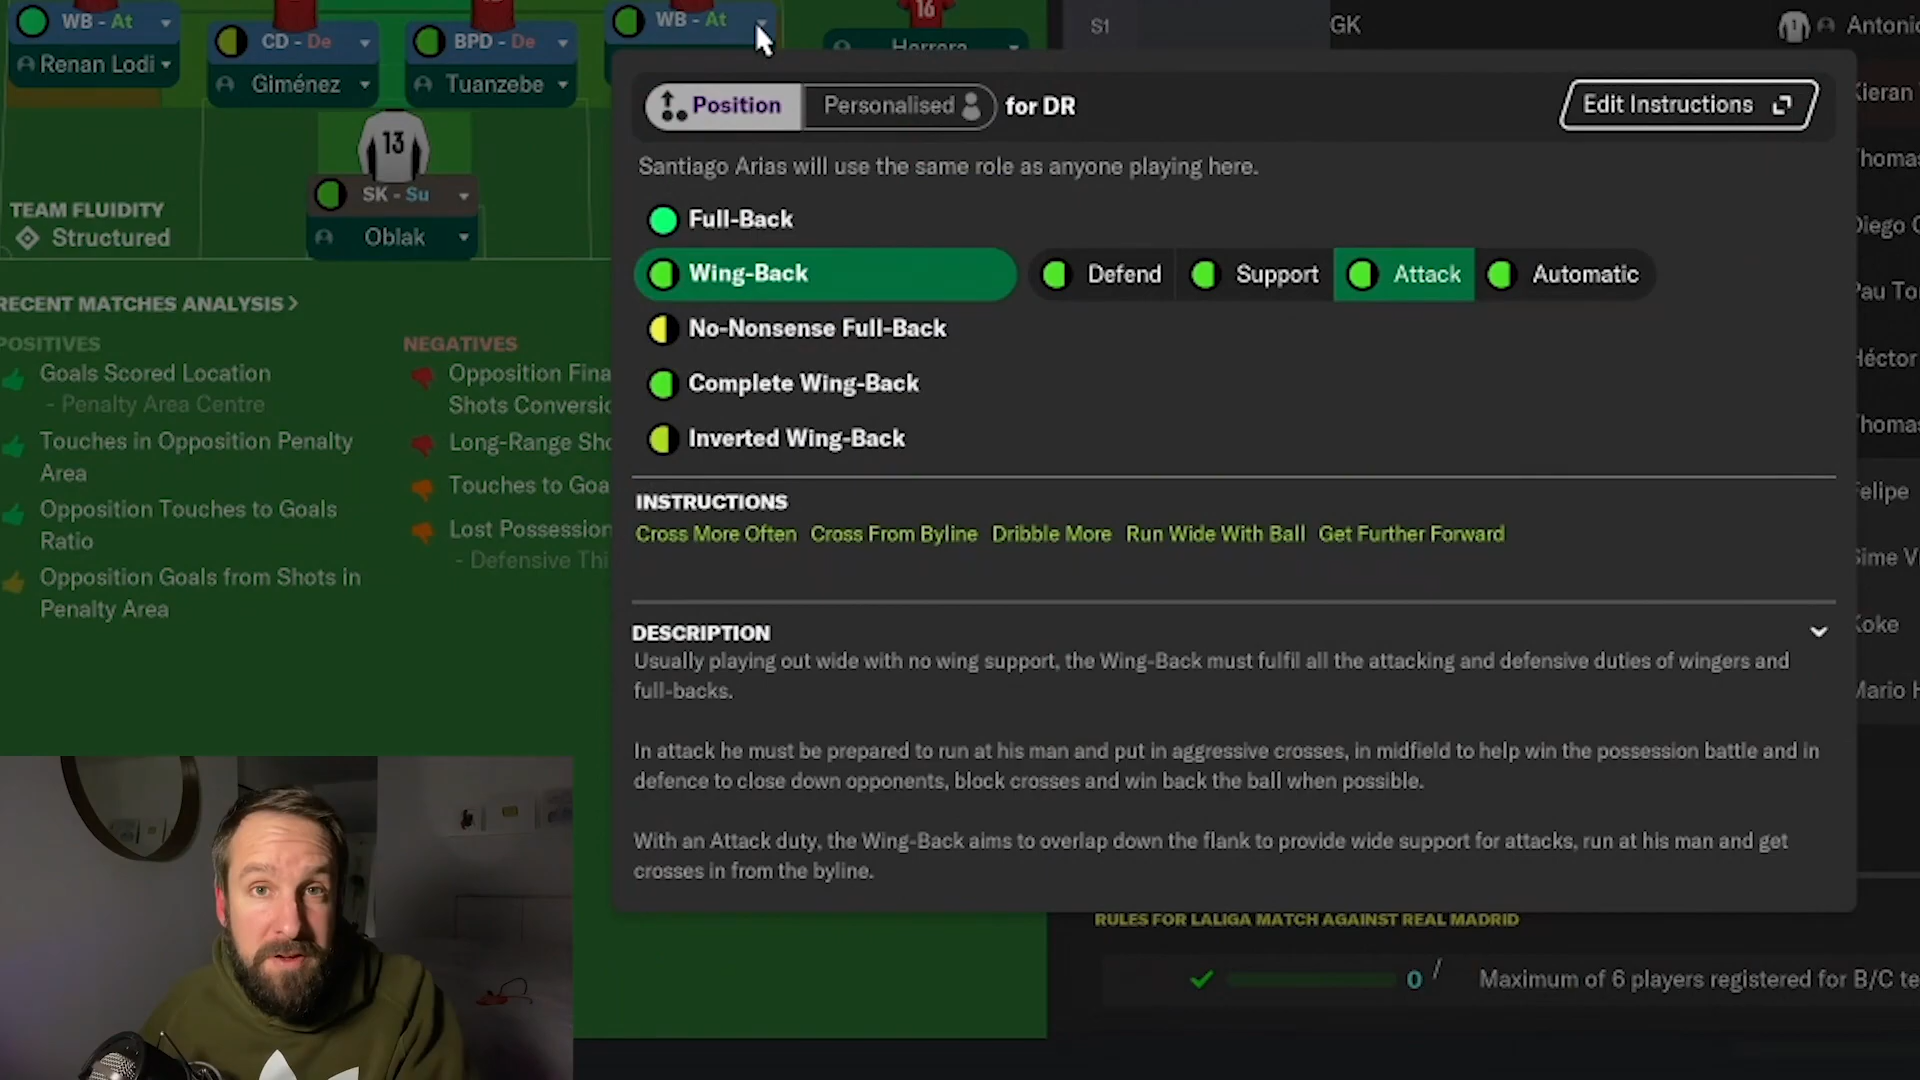 WB - At
CD - De
BPD - De
WB - At
16
S1
GK
Renan Lodi
Giménez
Tuanzebe
Herrera
13
SK - Su
Oblak
TEAM FLUIDITY
Structured
RECENT MATCHES ANALYSIS >
POSITIVES
Goals Scored Location
- Penalty Area Centre
Touches in Opposition Penalty
Area
Opposition Touches to Goals
Ratio
Opposition Goals from Shots in
Penalty Area
NEGATIVES
Opposition
Shots
Long-Range
Touches to
Lost Possession
- Defensive
Position
Personalised
for DR
Edit Instructions
Santiago Arias will use the same role as anyone playing here.
Full-Back
Wing-Back
Defend
Support
Attack
Automatic
No-Nonsense Full-Back
Complete Wing-Back
Inverted Wing-Back
INSTRUCTIONS
Cross More Often Cross From Byline Dribble More Run Wide With Ball Get Further Forward
DESCRIPTION
Usually playing out wide with no wing support, the Wing-Back must fulfil all the attacking and defensive duties of wingers and
full-backs.
In attack he must be prepared to run at his man and put in aggressive crosses, in midfield to help win the possession battle and in
defence to close down opponents, block crosses and win back the ball when possible.
With an Attack duty, the Wing-Back aims to overlap down the flank to provide wide support for attacks, run at his man and get
crosses in from the byline.
Kieran
Thomas
Diego
Pau
Héctor
Thomas
Felipe
Sime
Koke
Mario
RULES FOR LALIGA MATCH AGAINST REAL MADRID
0 /
Maximum of 6 players registered for B/C